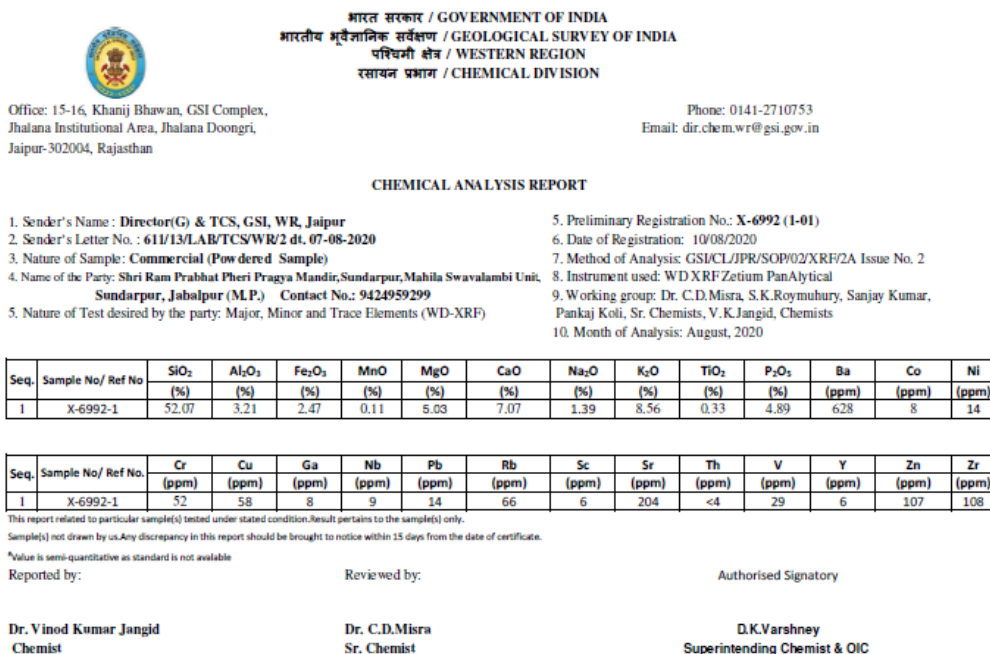 भारत सरकार / GOVERNMENT OF INDIA
भारतीय भूवैज्ञानिक सर्वेक्षण / GEOLOGICAL SURVEY OF INDIA
पश्चिमी क्षेत्र / WESTERN REGION
रसायन प्रभाग / CHEMICAL DIVISION
Office: 15-16, Khanij Bhawan, GSI Complex,
Jhalana Institutional Area, Jhalana Doongri,
Jaipur-302004, Rajasthan
Phone: 0141-2710753
Email: dir.chem.wr@gsi.gov.in
CHEMICAL ANALYSIS REPORT
1. Sender's Name : Director(G) & TCS, GSI, WR, Jaipur
2. Sender's Letter No. : 611/13/LAB/TCS/WR/2 dt. 07-08-2020
3. Nature of Sample: Commercial (Powdered Sample)
4. Name of the Party: Shri Ram Prabhat Pheri Pragya Mandir,Sundarpur,Mahila Swavalambi Unit,
Sundarpur, Jabalpur (M.P.) Contact No.: 9424959299
5. Nature of Test desired by the party: Major, Minor and Trace Elements (WD-XRF)
5. Preliminary Registration No.: X-6992 (1-01)
6. Date of Registration: 10/08/2020
7. Method of Analysis: GSI/CL/JPR/SOP/02/XRF/2A Issue No. 2
8. Instrument used: WD XRF Zetium PanAlytical
9. Working group: Dr. C.D.Misra, S.K.Roymuhury, Sanjay Kumar,
Pankaj Koli, Sr. Chemists, V.K.Jangid, Chemists
10. Month of Analysis: August, 2020
Seq. Sample No/ Ref No SiO₂ Al₂O₃ Fe₂O₃ MnO MgO CaO Na₂O K₂O TiO₂ P₂O₅ Ba Co Ni
(%) (%) (%) (%) (%) (%) (%) (%) (%) (%) (ppm) (ppm) (ppm)
1 X-6992-1 52.07 3.21 2.47 0.11 5.03 7.07 1.39 8.56 0.33 4.89 628 8 14
Seq. Sample No/ Ref No. Cr Cu Ga Nb Pb Rb Sc Sr Th V Y Zn Zr
(ppm) (ppm) (ppm) (ppm) (ppm) (ppm) (ppm) (ppm) (ppm) (ppm) (ppm) (ppm) (ppm)
1 X-6992-1 52 58 8 9 14 66 6 204 <4 29 6 107 108
This report related to particular sample(s) tested under stated condition.Result pertains to the sample(s) only.
Sample(s) not drawn by us.Any discrepancy in this report should be brought to notice within 15 days from the date of certificate.
ᵃValue is semi-quantitative as standard is not available
Reported by: Reviewed by: Authorised Signatory
Dr. Vinod Kumar Jangid Dr. C.D.Misra D.K.Varshney
Chemist Sr. Chemist Superintending Chemist & OIC